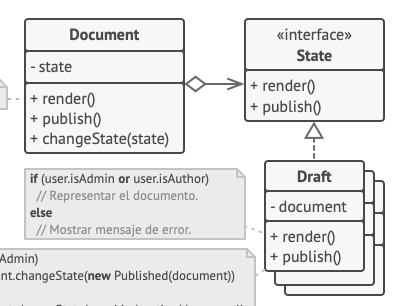 Document
- state
+ render()
+ publish()
+ changeState(state)
«interface»
State
+ render()
+ publish()
if (user.isAdmin or user.isAuthor)
// Representar el documento.
else
// Mostrar mensaje de error.
Draft
- document
+ render()
+ publish()
Admin)
nt.changeState(new Published(document))